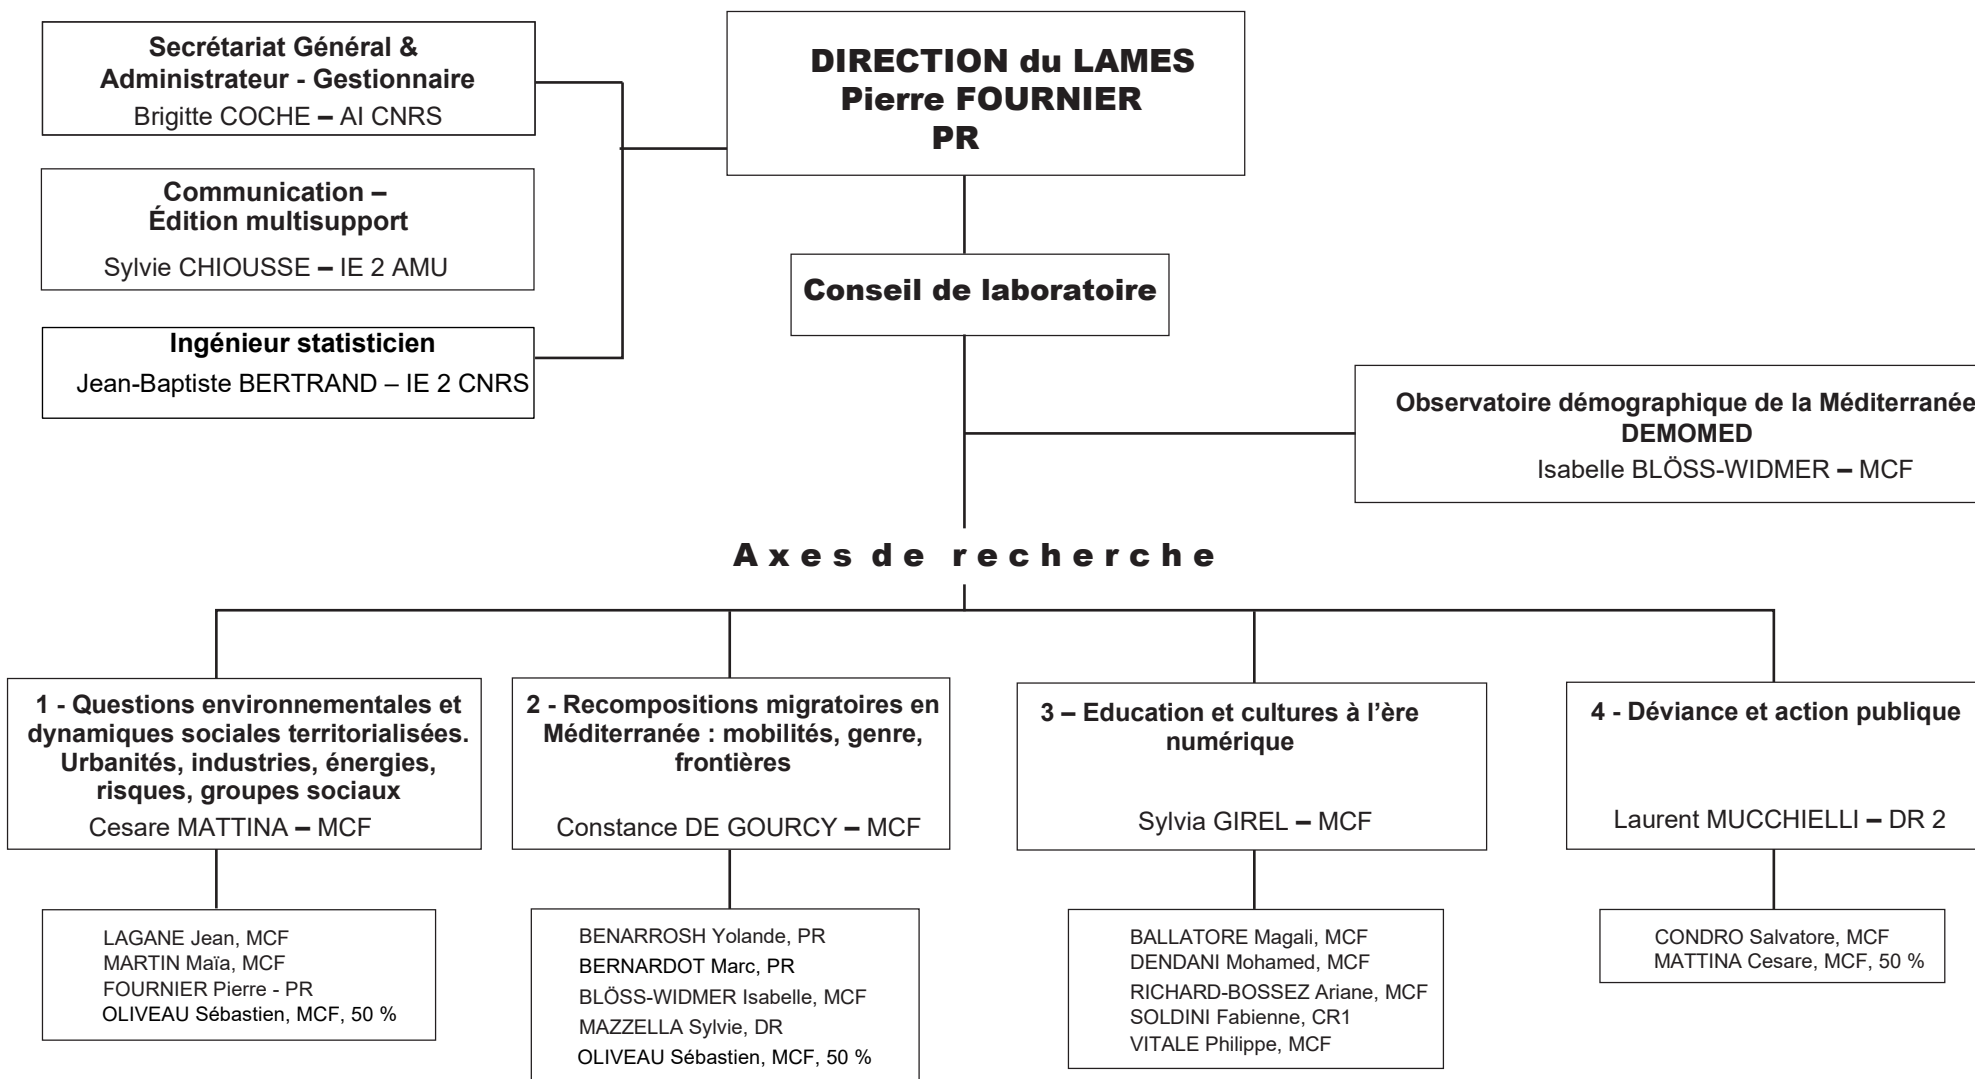 Secrétariat Général &
Administrateur - Gestionnaire
Brigitte COCHE – AI CNRS
DIRECTION du LAMES
Pierre FOURNIER
PR
Communication –
Édition multisupport
Sylvie CHIOUSSE – IE 2 AMU
Conseil de laboratoire
Ingénieur statisticien
Jean-Baptiste BERTRAND – IE 2 CNRS
Observatoire démographique de la Méditerranée
DEMOMED
Isabelle BLÖSS-WIDMER – MCF
Axes de recherche
1 - Questions environnementales et
dynamiques sociales territorialisées.
Urbanités, industries, énergies,
risques, groupes sociaux
Cesare MATTINA – MCF
2 - Recompositions migratoires en
Méditerranée : mobilités, genre,
frontières
Constance DE GOURCY – MCF
3 – Education et cultures à l’ère
numérique
Sylvia GIREL – MCF
4 - Déviance et action publique
Laurent MUCCHIELLI – DR 2
LAGANE Jean, MCF
MARTIN Maïa, MCF
FOURNIER Pierre - PR
OLIVEAU Sébastien, MCF, 50 %
BENARROSH Yolande, PR
BERNARDOT Marc, PR
BLÖSS-WIDMER Isabelle, MCF
MAZZELLA Sylvie, DR
OLIVEAU Sébastien, MCF, 50 %
BALLATORE Magali, MCF
DENDANI Mohamed, MCF
RICHARD-BOSSEZ Ariane, MCF
SOLDINI Fabienne, CR1
VITALE Philippe, MCF
CONDRO Salvatore, MCF
MATTINA Cesare, MCF, 50 %